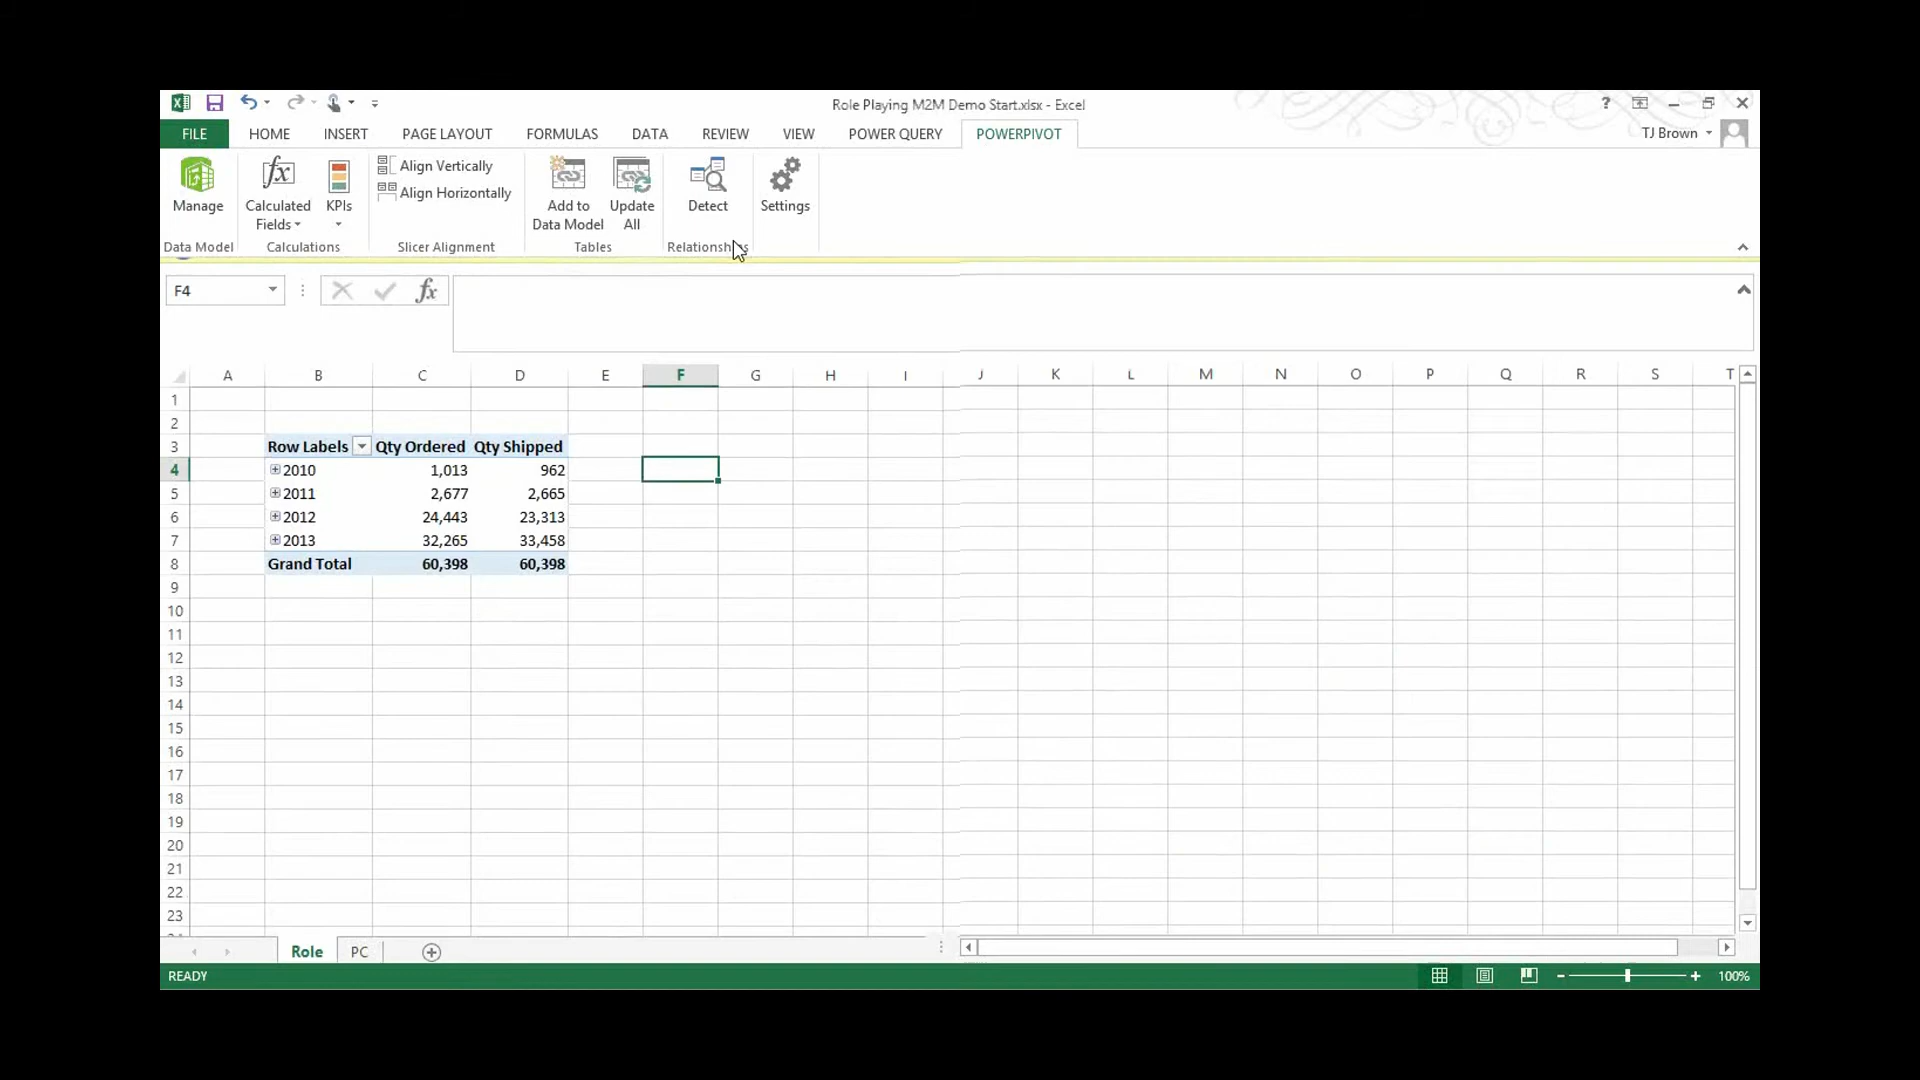 Role Playing M2M Demo Start.xlsx - Excel
?
FILE HOME INSERT PAGE LAYOUT FORMULAS DATA REVIEW VIEW POWER QUERY POWERPIVOT TJ Brown
Manage
Calculated Fields
KPIs
Align Vertically
Align Horizontally
Add to Data Model
Update All
Detect
Settings
Data Model Calculations Slicer Alignment Tables Relationships
F4 fx
A B C D E F G H I J K L M N O P Q R S T
1
2
3 Row Labels Qty Ordered Qty Shipped
4 2010 1,013 962
5 2011 2,677 2,665
6 2012 24,443 23,313
7 2013 32,265 33,458
8 Grand Total 60,398 60,398
9
10
11
12
13
14
15
16
17
18
19
20
21
22
23
Role PC
READY 100%